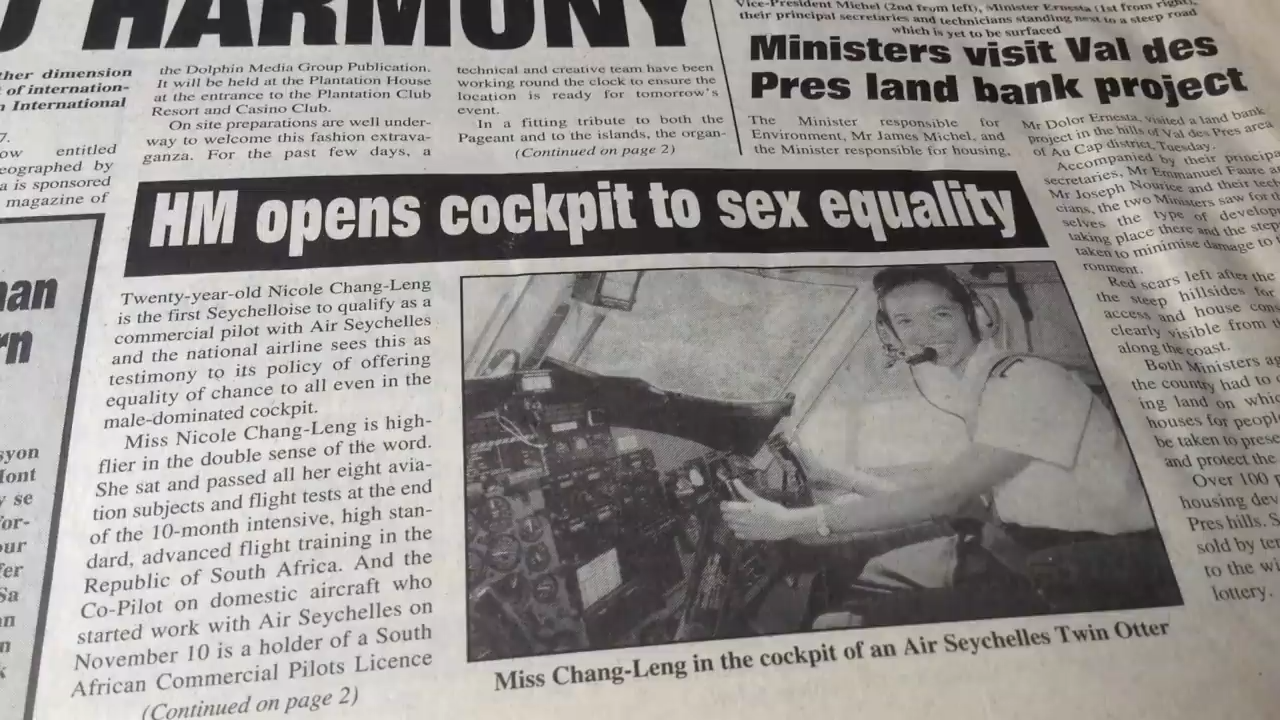 HARMONY
ther dimension
of internation-
International
7.
ow entitled
eographed by
a is sponsored
magazine of
the Dolphin Media Group Publication.
It will be held at the Plantation House
at the entrance to the Plantation Club
Resort and Casino Club.
On site preparations are well under-
way to welcome this fashion extrava-
ganza. For the past few days, a
technical and creative team have been
working round the clock to ensure the
location is ready for tomorrow's
event.
In a fitting tribute to both the
Pageant and to the islands, the organ-
(Continued on page 2)
Vice-President Michel (2nd from left), Minister Ernesta (1st from right),
their principal secretaries and technicians standing next to a steep road
which is yet to be surfaced
Ministers visit Val des
Pres land bank project
The Minister responsible for
Environment, Mr James Michel, and
the Minister responsible for housing,
Mr Dolor Ernesta, visited a land bank
project in the hills of Val des Pres area
of Au Cap district, Tuesday.
Accompanied by their principa
secretaries, Mr Emmanuel Faure a
Mr Joseph Nourice and their tech
cians, the two Ministers saw for t
selves the type of develop
taking place there and the step
taken to minimise damage to
ronment.
Red scars left after the
the steep hillsides for
access and house cons
clearly visible from t
along the coast.
Both Ministers ag
the country had to
ing land on whic
houses for peopl
be taken to prese
and protect the
Over 100 p
housing dev
Pres hills. S
sold by ten
to the wi
lottery.
HM opens cockpit to sex equality
Twenty-year-old Nicole Chang-Leng
is the first Seychelloise to qualify as a
commercial pilot with Air Seychelles
and the national airline sees this as
testimony to its policy of offering
equality of chance to all even in the
male-dominated cockpit.
Miss Nicole Chang-Leng is high-
flier in the double sense of the word.
She sat and passed all her eight avia-
tion subjects and flight tests at the end
of the 10-month intensive, high stan-
dard, advanced flight training in the
Republic of South Africa. And the
Co-Pilot on domestic aircraft who
started work with Air Seychelles on
November 10 is a holder of a South
African Commercial Pilots Licence
(Continued on page 2)
Miss Chang-Leng in the cockpit of an Air Seychelles Twin Otter
an
rn
syon
Mont
y se
for-
our
fer
Sa
an
n
k